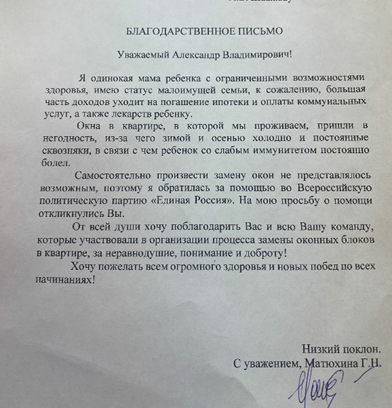 БЛАГОДАРСТВЕННОЕ ПИСЬМО
Уважаемый Александр Владимирович!
Я одинокая мама ребенка с ограниченными возможностями
здоровья, имею статус малоимущей семьи, к сожалению, большая
часть доходов уходит на погашение ипотеки и оплаты коммунальных
услуг, а также лекарств ребенку.
Окна в квартире, в которой мы проживаем, пришли в
негодность, из-за чего зимой и осенью холодно и постоянные
сквозняки, в связи с чем ребенок со слабым иммунитетом постоянно
болел.
Самостоятельно произвести замену окон не представлялось
возможным, поэтому я обратилась за помощью во Всероссийскую
политическую партию «Единая Россия». На мою просьбу о помощи
откликнулись Вы.
От всей души хочу поблагодарить Вас и всю Вашу команду,
которые участвовали в организации процесса замены оконных блоков
в квартире, за неравнодушие, понимание и доброту!
Хочу пожелать всем огромного здоровья и новых побед по всех
начинаниях!
Низкий поклон.
С уважением, Матюхина Г.Н.